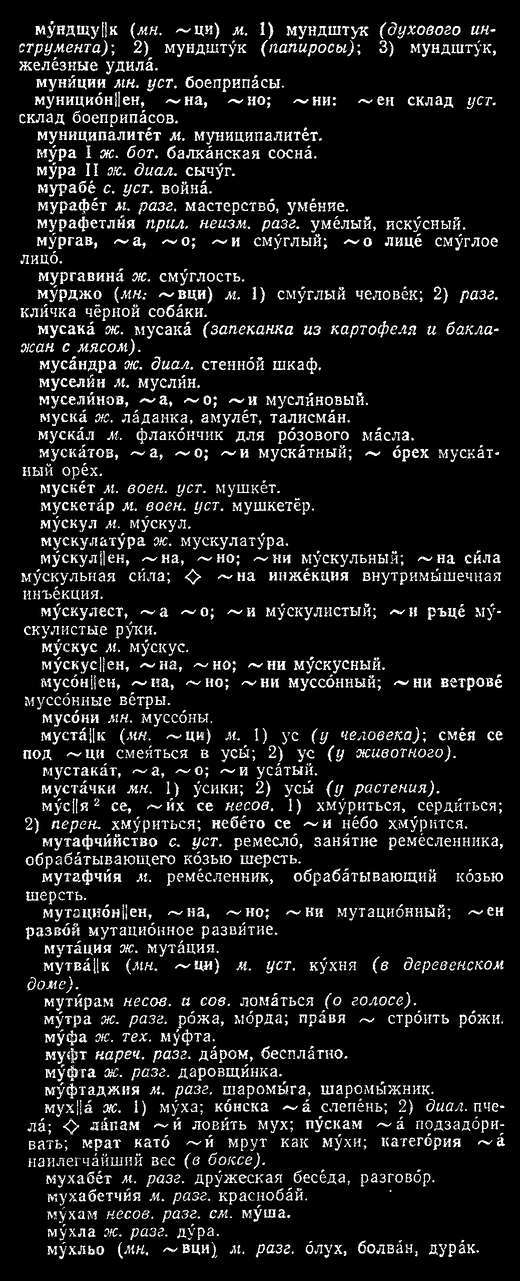 му́ндщу||к (мн. ~ци) м. 1) мундшту́к (духового ин-
струмента); 2) мундшту́к (папиросы); 3) мундшту́к,
желе́зные удила́.
муни́ции мн. уст. боеприпа́сы.
муницио́н||ен, ~на, ~но; ~ни: ~ен склад уст.
склад боеприпа́сов.
муниципалите́т м. муниципалите́т.
му́ра I ж. бот. балка́нская сосна́.
му́ра II ж. диал. сычу́г.
мурабе́ с. уст. война́.
мурафе́т м. разг. мастерство́, уме́ние.
мурафетли́я прил. неизм. разг. уме́лый, иску́сный.
му́ргав, ~а, ~о; ~и сму́глый; ~о лице́ сму́глое
лицо́.
мургавина́ ж. сму́глость.
му́рджо (мн. ~вци) м. 1) сму́глый челове́к; 2) разг.
кли́чка чёрной соба́ки.
мусака́ ж. мусака́ (запеканка из картофеля и бакла-
жан с мясом).
муса́ндра ж. диал. стенно́й шкаф.
мусели́н м. мусли́н.
мусели́нов, ~а, ~о; ~и мусли́новый.
муска́ ж. ла́данка, амуле́т, талисма́н.
муска́л м. флако́нчик для ро́зового ма́сла.
муска́тов, ~а, ~о; ~и муска́тный; ~ о́рех муска́т-
ный оре́х.
муске́т м. воен. уст. мушке́т.
мускета́р м. воен. уст. мушкетёр.
му́скул м. му́скул.
мускулату́ра ж. мускулату́ра.
му́скул||ен, ~на, ~но; ~ни му́скульный; ~на си́ла
му́скульная си́ла; ◇ ~на инже́кция внутримы́шечная
инъе́кция.
му́скулест, ~а ~о; ~и му́скулистый; ~и ръце́ му́-
скулистые ру́ки.
му́скус м. му́скус.
му́скус||ен, ~на, ~но; ~ни му́скусный.
мусо́н||ен, ~на, ~но; ~ни муссо́нный; ~ни ветрове́
муссо́нные ве́тры.
мусо́ни мн. муссо́ны.
муста́||к (мн. ~ци) м. 1) ус (у человека); сме́я се
под ~ци смея́ться в усы́; 2) ус (у животного).
мустака́т, ~а, ~о; ~и уса́тый.
муста́чки мн. 1) у́сики; 2) усы́ (у растения).
му́с||я² се, ~и́х се несов. 1) хму́риться, серди́ться;
2) перен. хму́риться; небе́то се ~и не́бо хму́рится.
мутафчи́йство с. уст. ремесло́, заня́тие реме́сленника,
обраба́тывающего ко́зью шерсть.
мутафчи́я м. реме́сленник, обраба́тывающий ко́зью
шерсть.
мутацио́н||ен, ~на, ~но; ~ни мутацио́нный; ~ен
разво́й мутацио́нное разви́тие.
мута́ция ж. мута́ция.
мутва́||к (мн. ~ци) м. уст. ку́хня (в деревенском
доме).
мути́рам несов. и сов. лома́ться (о голосе).
му́тра ж. разг. ро́жа, мо́рда; пра́вя ~ стро́ить ро́жи.
му́фа ж. тех. му́фта.
муфт нареч. разг. да́ром, беспла́тно.
му́фта ж. разг. даровщи́нка.
муфтаджи́я м. разг. шаромы́га, шаромы́жник.
мух||а́ ж. 1) му́ха; ко́нска ~а́ слепе́нь; 2) диал. пче-
ла́; ◇ ла́пам ~и́ лови́ть мух; пу́скам ~а́ подзадо́ри-
вать; мрат като́ ~и́ мрут как му́хи; катего́рия ~а́
наилегча́йший вес (в боксе).
мухабе́т м. разг. дру́жеская бесе́да, разгово́р.
мухабетчи́я м. разг. красноба́й.
му́хам несов. разг. см. му́ша.
му́хла ж. разг. ду́ра.
му́хльо (мн. ~вци) м. разг. о́лух, болва́н, дура́к.